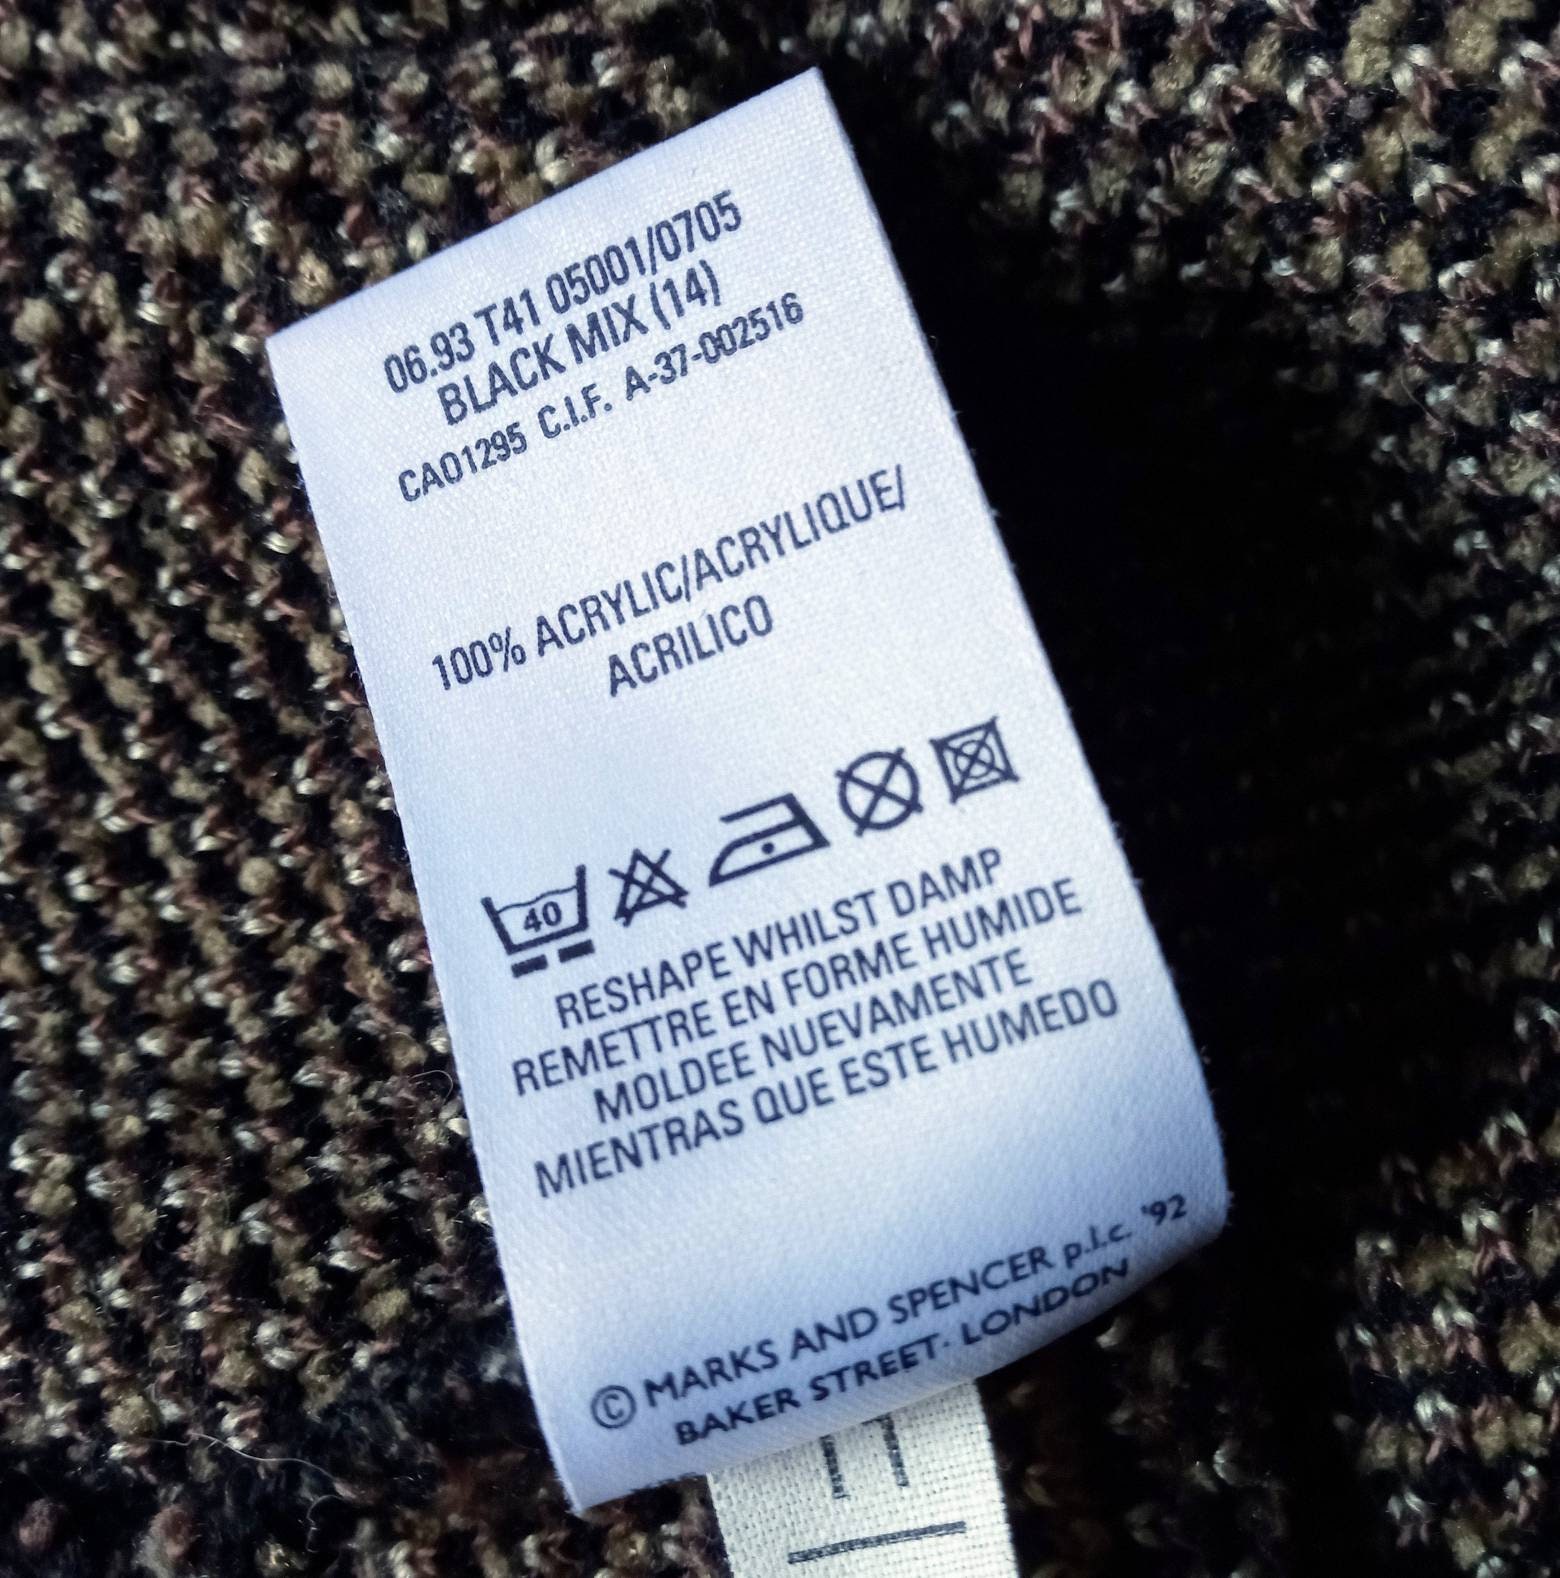 06.93 T41 05001/0705
BLACK MIX (14)
CAO1295 C.I.F. A-37-002516
100% ACRYLIC/ACRYLIQUE/
ACRILICO
40
RESHAPE WHILST DAMP
REMETTRE EN FORME HUMIDE
MOLDEE NUEVAMENTE
MIENTRAS QUE ESTE HUMEDO
© MARKS AND SPENCER p.l.c. '92
BAKER STREET· LONDON